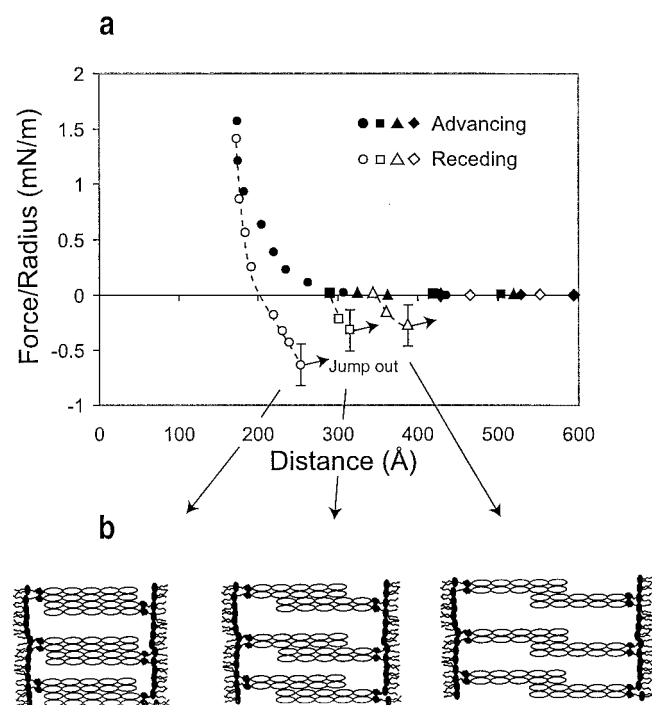 a
Force/Radius (mN/m)
2
1.5
1
0.5
0
-0.5
-1
Advancing
Receding
Jump out
0 100 200 300 400 500 600
Distance (Å)
b